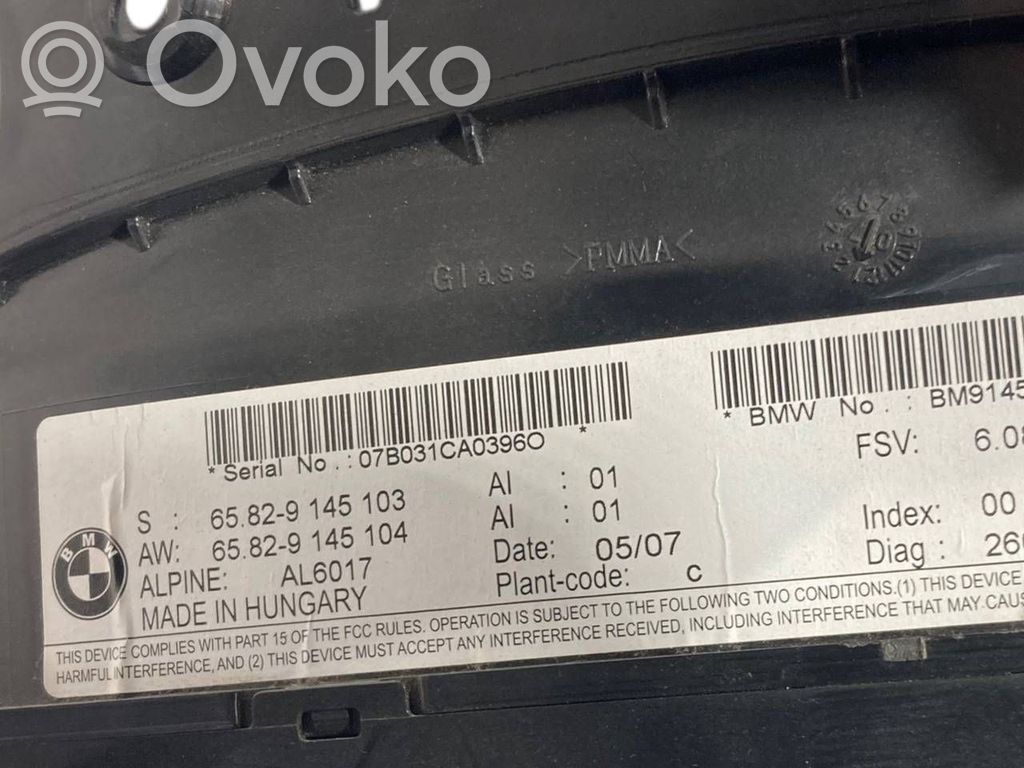 Ovoko
Glass >PMMA<
* Serial No.: 07B031CA0396O *
* BMW No.: BM9145
S : 65.82-9 145 103 AI : 01
AW: 65.82-9 145 104 AI : 01
ALPINE: AL6017 Date: 05/07
MADE IN HUNGARY Plant-code: C
FSV: 6.08
Index: 00
Diag : 260
BMW
THIS DEVICE COMPLIES WITH PART 15 OF THE FCC RULES. OPERATION IS SUBJECT TO THE FOLLOWING TWO CONDITIONS.(1) THIS DEVICE
HARMFUL INTERFERENCE, AND (2) THIS DEVICE MUST ACCEPT ANY INTERFERENCE RECEIVED, INCLUDING INTERFERENCE THAT MAY CAUS